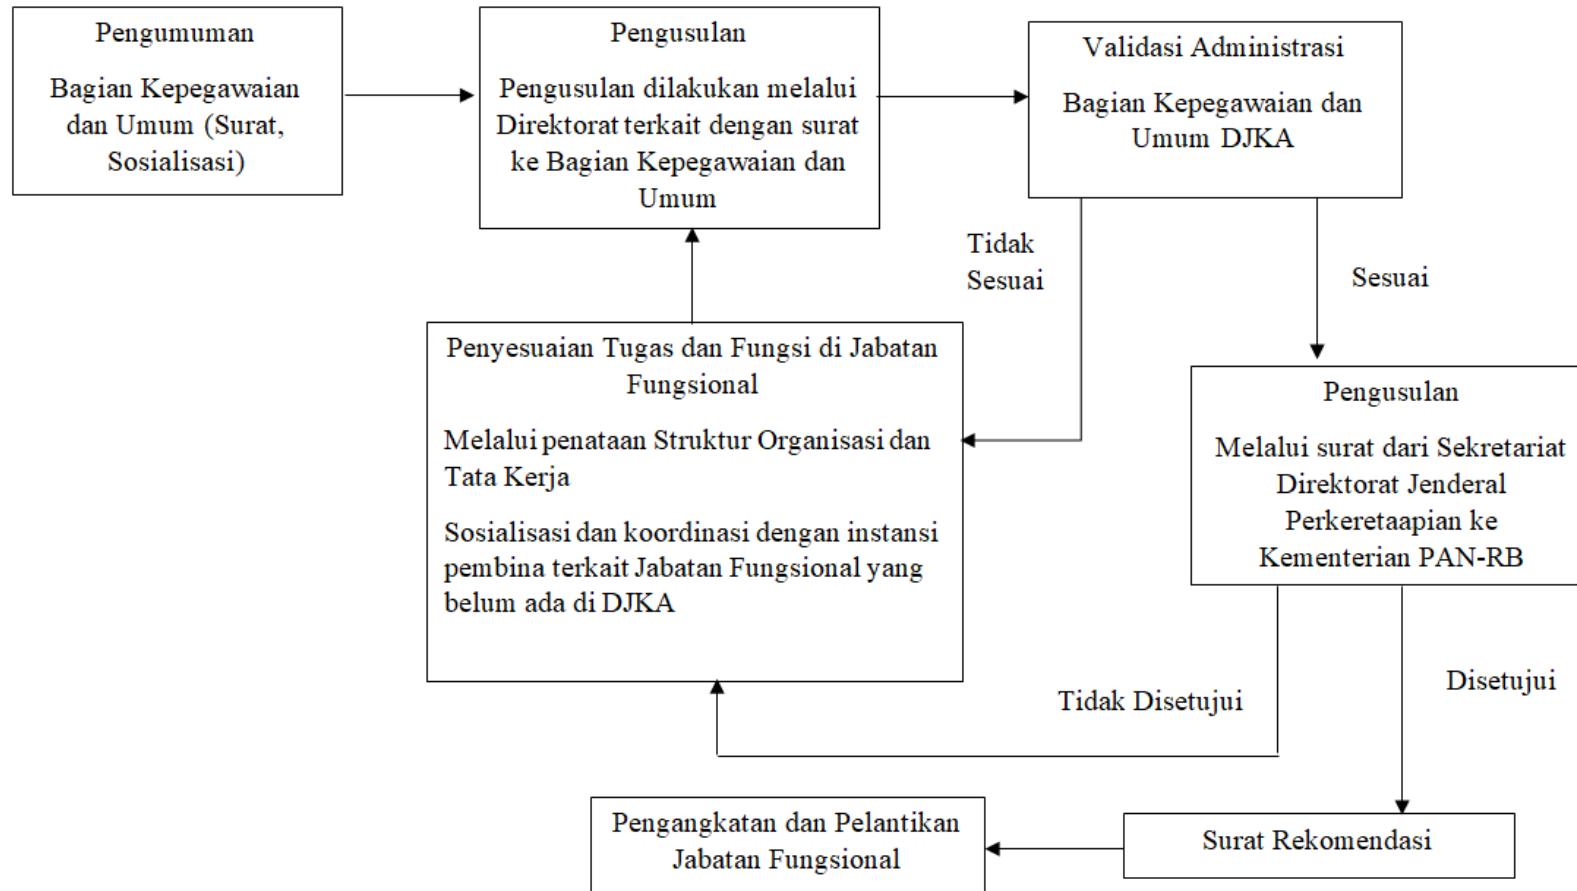 Pengumuman
Bagian Kepegawaian
dan Umum (Surat,
Sosialisasi)
Pengusulan
Pengusulan dilakukan melalui
Direktorat terkait dengan surat
ke Bagian Kepegawaian dan
Umum
Validasi Administrasi
Bagian Kepegawaian dan
Umum DJKA
Tidak
Sesuai
Sesuai
Penyesuaian Tugas dan Fungsi di Jabatan
Fungsional
Melalui penataan Struktur Organisasi dan
Tata Kerja
Sosialisasi dan koordinasi dengan instansi
pembina terkait Jabatan Fungsional yang
belum ada di DJKA
Pengusulan
Melalui surat dari Sekretariat
Direktorat Jenderal
Perkeretaapian ke
Kementerian PAN-RB
Tidak Disetujui
Disetujui
Surat Rekomendasi
Pengangkatan dan Pelantikan
Jabatan Fungsional